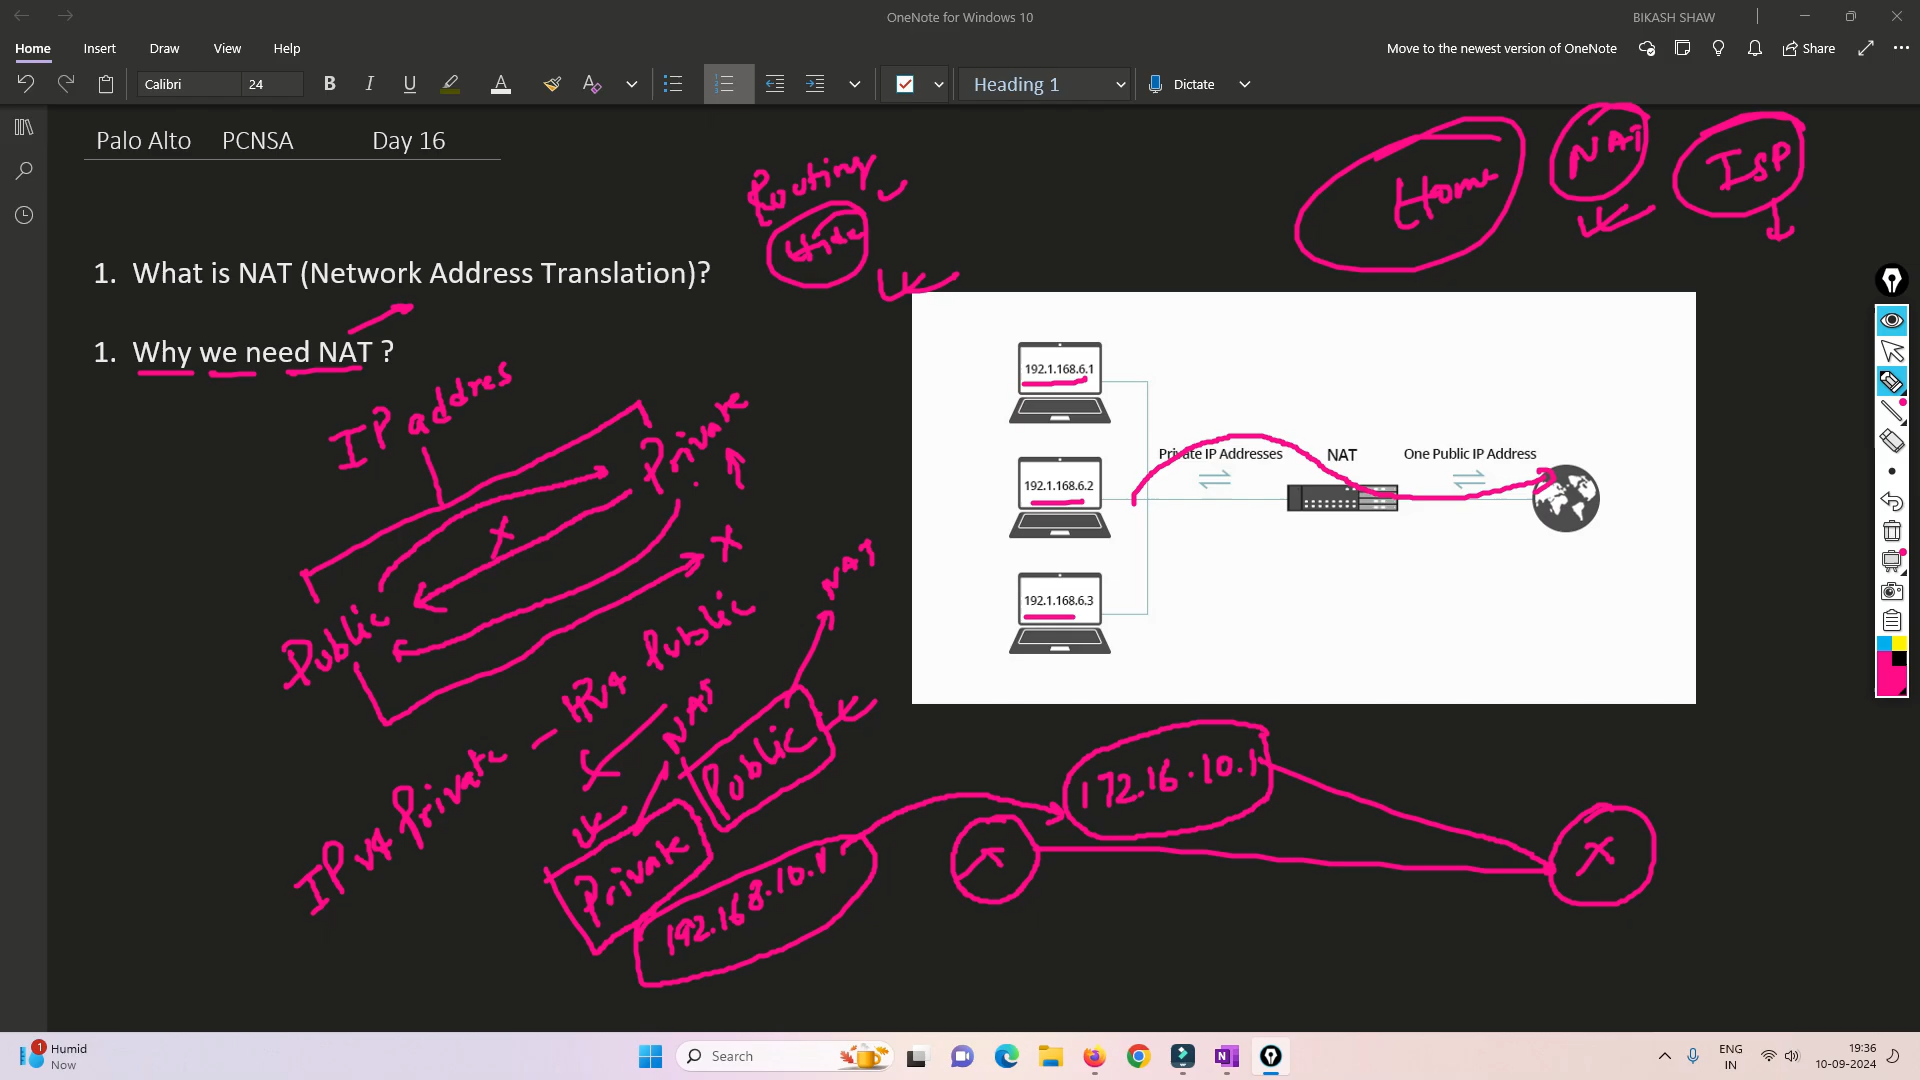 OneNote for Windows 10
BIKASH SHAW
Home Insert Draw View Help
Move to the newest version of OneNote
Share
Calibri 24 B I U A A Heading 1 Dictate
Palo Alto PCNSA Day 16
Routing
Hide
Home
NAT
ISP
1. What is NAT (Network Address Translation)?
1. Why we need NAT ?
IP addres
Private
X
X
Public
NAT
IPv4 Private - IPv4 Public
NAT
Public
Private
192.168.10.1
172.16.10.1
X
192.1.168.6.1
192.1.168.6.2
192.1.168.6.3
Private IP Addresses
NAT
One Public IP Address
1 Humid
Now
Search
ENG
IN
19:36
10-09-2024